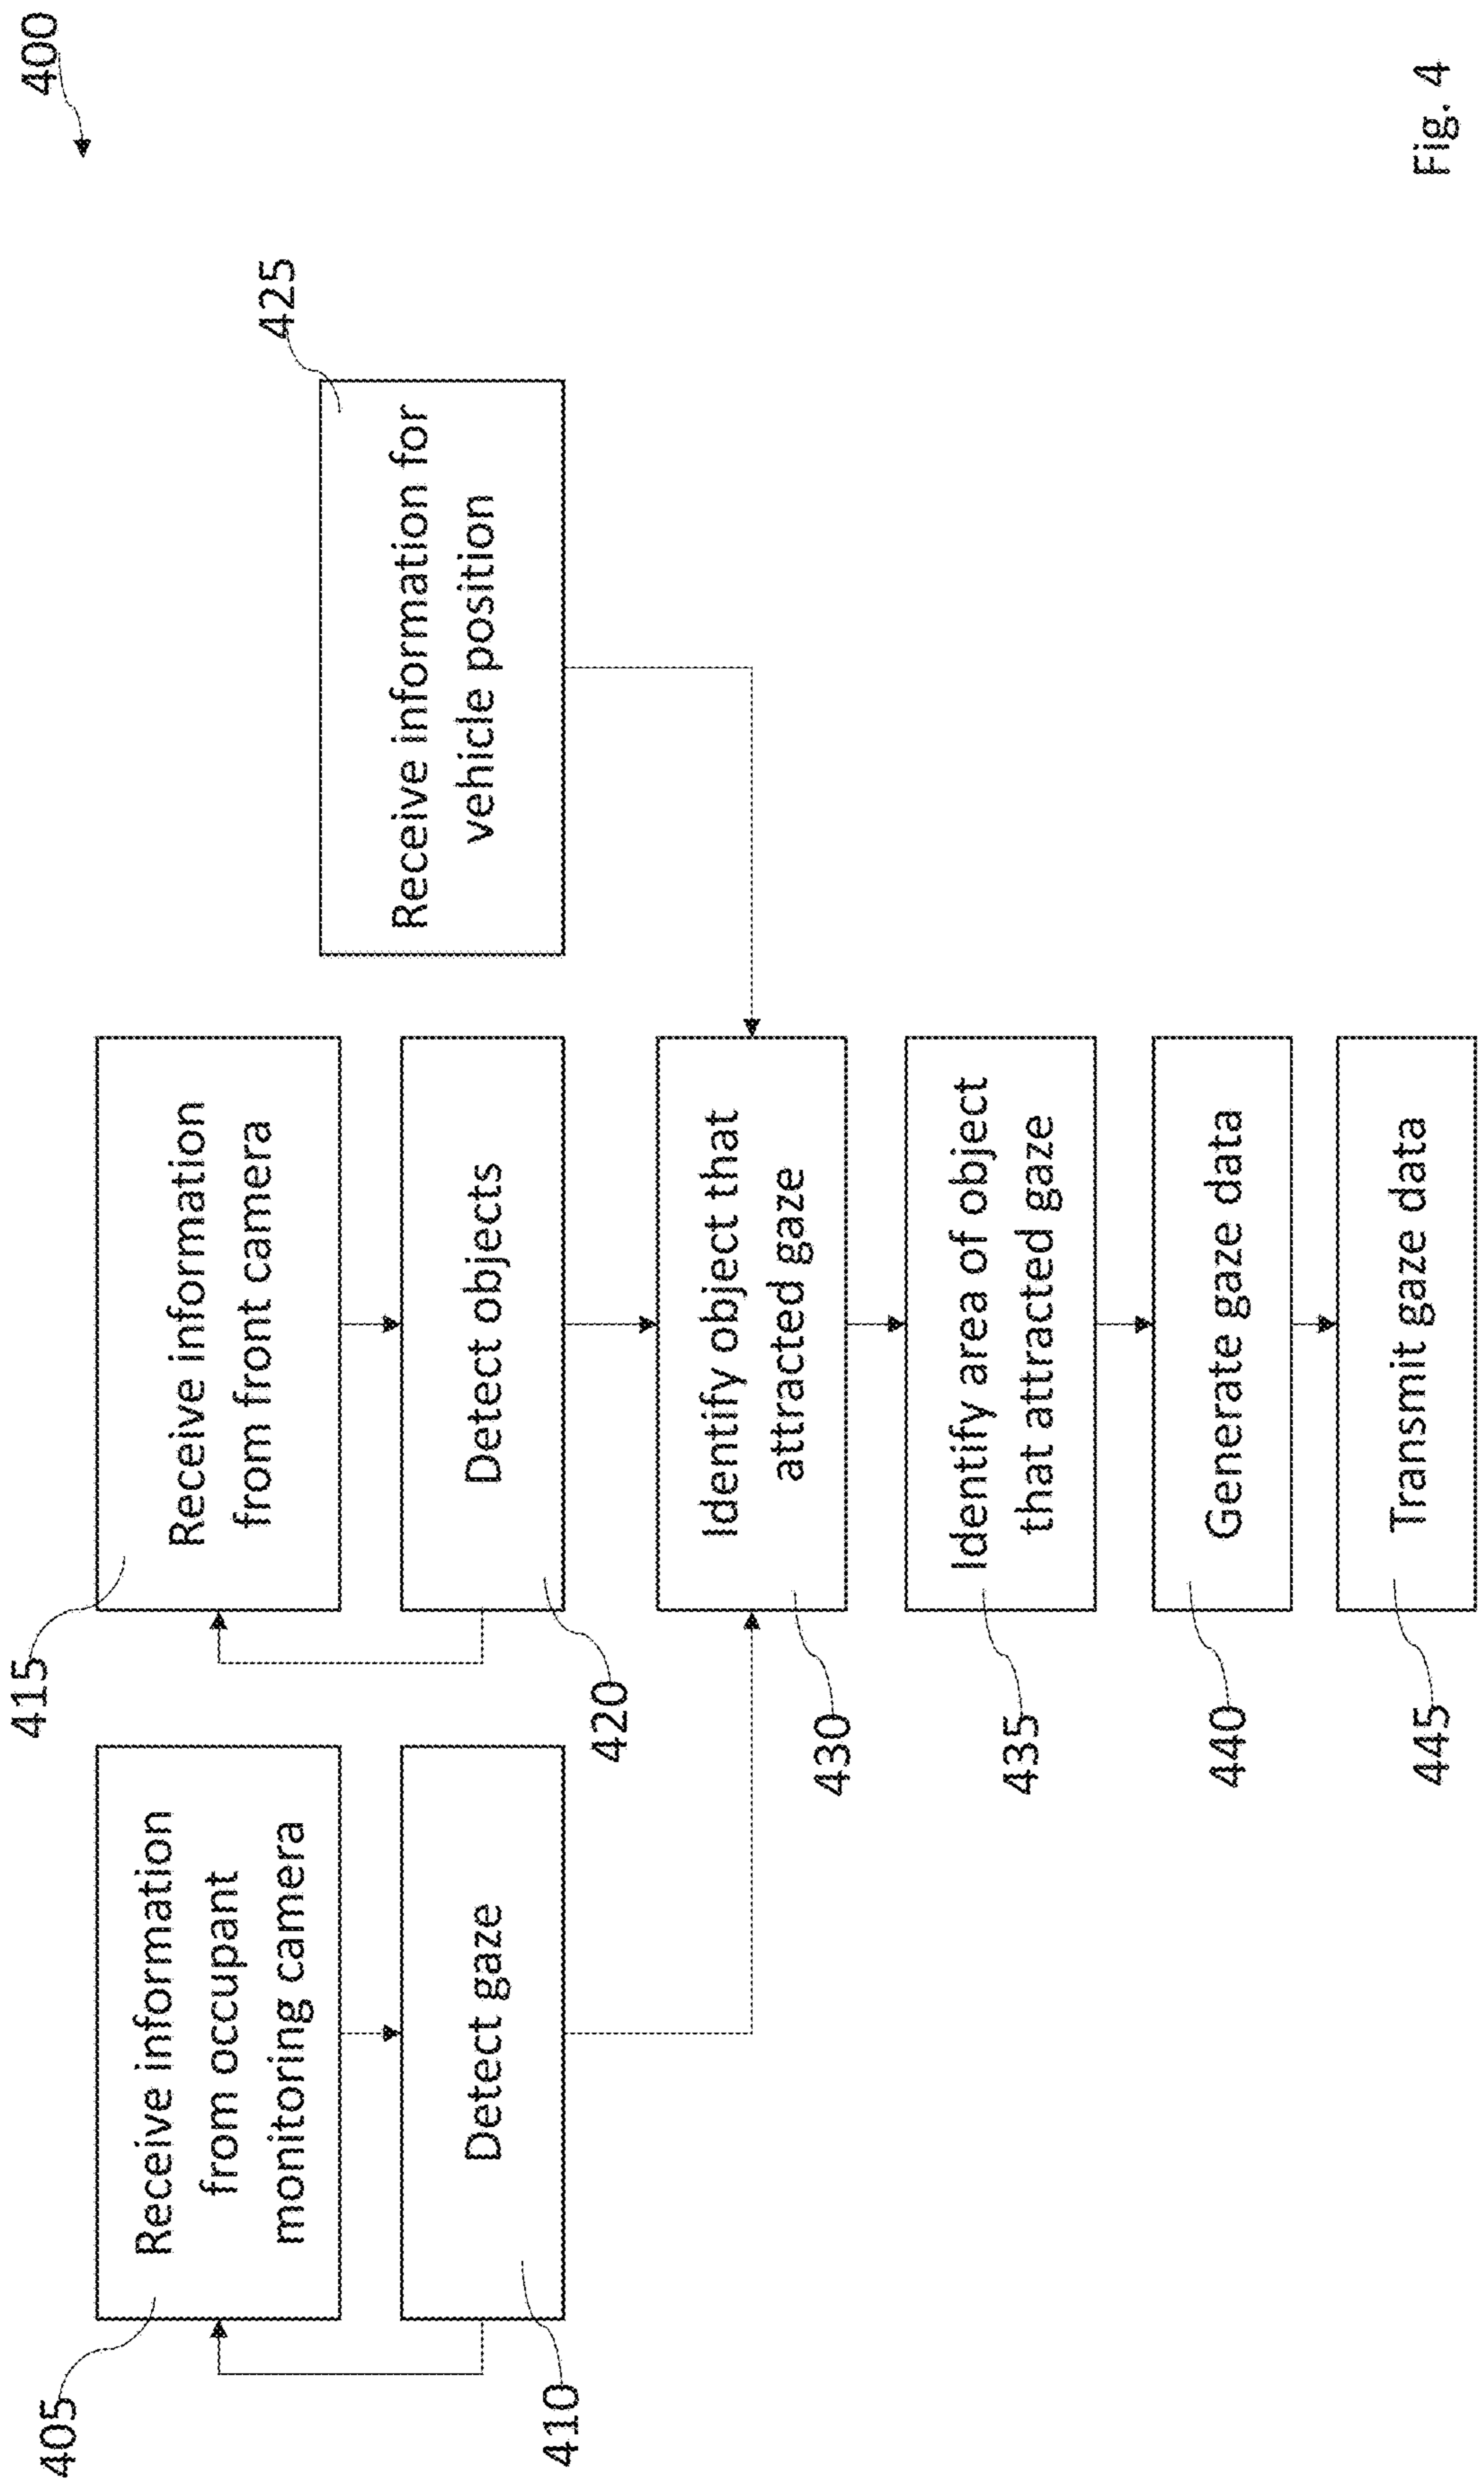 400
405
Receive information
from occupant
monitoring camera
410
Detect gaze
415
Receive information
from front camera
420
Detect objects
425
Receive information for
vehicle position
430
Identify object that
attracted gaze
435
Identify area of object
that attracted gaze
440
Generate gaze data
445
Transmit gaze data
Fig. 4